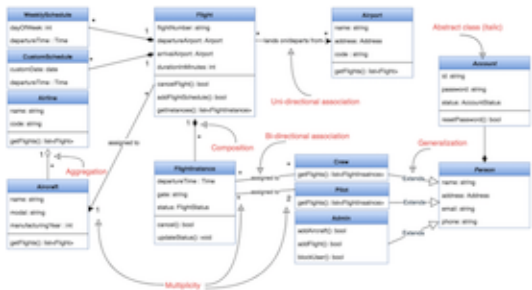 WeeklySchedule
dayOfWeek: int
departureTime : Time
CustomSchedule
customDate: date
departureTime : Time
Airline
name: string
code: string
getFlights(): list<Flight>
Aggregation
Aircraft
name: string
model: string
manufacturingYear : int
getFlights(): list<Flight>
Flight
flightNumber: string
departureAirport: Airport
arrivalAirport: Airport
durationInMinutes: int
cancelFlight(): bool
addFlightSchedule(): bool
getInstances(): list<FlightInstance>
assigned to
Composition
FlightInstance
departureTime : Time
gate: string
status: FlightStatus
cancel(): bool
updateStatus() :void
Multiplicity
Airport
name: string
address: Address
code : string
getFlights(): list<Flight>
Uni-directional association
Bi-directional association
Crew
getFlights(): list<FlightInstance>
Pilot
getFlights(): list<FlightInstance>
Admin
addAircraft(): bool
addFlight(): bool
blockUser(): bool
assigned to
Abstract class (Italic)
Account
id: string
password: string
status: AccountStatus
resetPassword(): bool
Generalization
Extends
Extends
Extends
Person
name: string
address: Address
email: string
phone: string